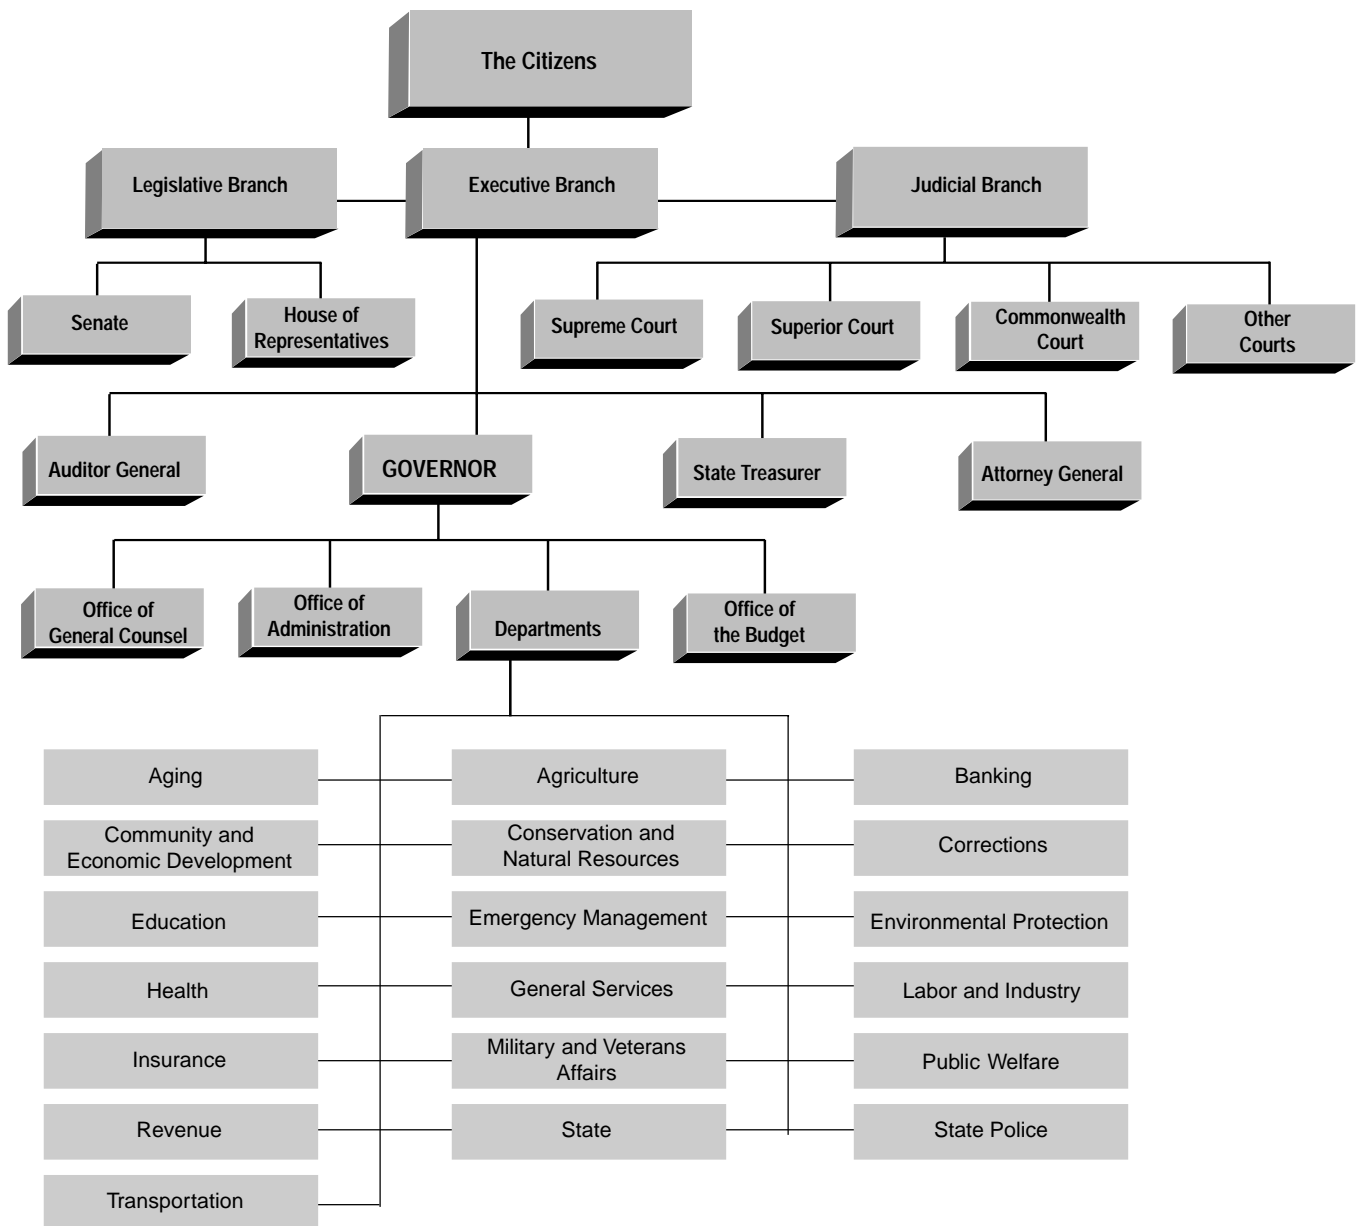 The Citizens
Legislative Branch
Executive Branch
Judicial Branch
Senate
House of
Representatives
Supreme Court
Superior Court
Commonwealth
Court
Other
Courts
Auditor General
GOVERNOR
State Treasurer
Attorney General
Office of
General Counsel
Office of
Administration
Departments
Office of
the Budget
Aging
Agriculture
Banking
Community and
Economic Development
Conservation and
Natural Resources
Corrections
Education
Emergency Management
Environmental Protection
Health
General Services
Labor and Industry
Insurance
Military and Veterans
Affairs
Public Welfare
Revenue
State
State Police
Transportation